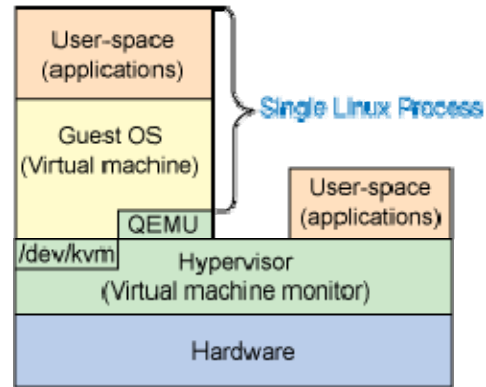 User-space
(applications)
Single Linux Process
Guest OS
(Virtual machine)
User-space
(applications)
QEMU
/dev/kvm
Hypervisor
(Virtual machine monitor)
Hardware